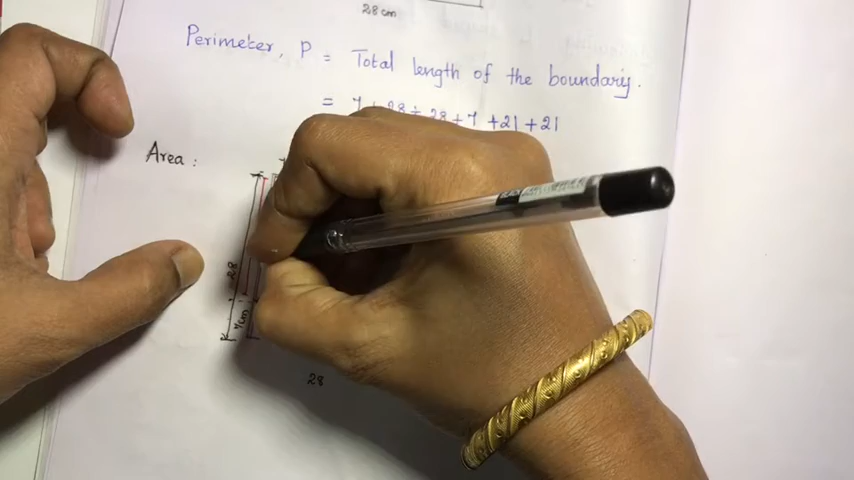 28 cm
Perimeter, P = Total length of the boundary.
= 7 + 28 + 28 + 7 + 21 + 21
Area :
28
7cm
28